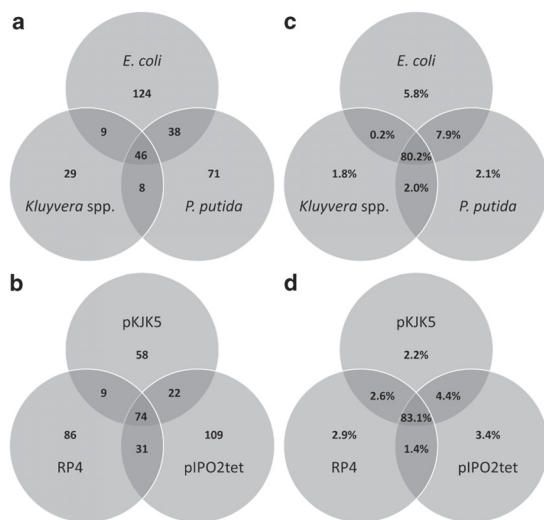 a
E. coli
124
9
38
46
29
8
71
Kluyvera spp.
P. putida
c
E. coli
5.8%
0.2%
7.9%
80.2%
1.8%
2.0%
2.1%
Kluyvera spp.
P. putida
b
pKJK5
58
9
22
74
86
31
109
RP4
pIPO2tet
d
pKJK5
2.2%
2.6%
4.4%
83.1%
2.9%
1.4%
3.4%
RP4
pIPO2tet